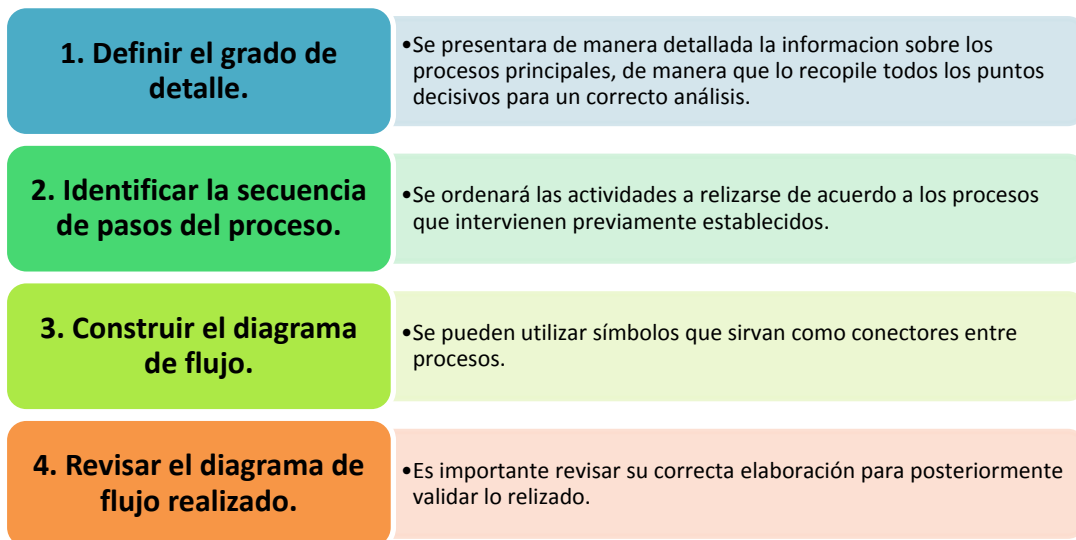 1. Definir el grado de
detalle.
•Se presentara de manera detallada la informacion sobre los
procesos principales, de manera que lo recopile todos los puntos
decisivos para un correcto análisis.
2. Identificar la secuencia
de pasos del proceso.
•Se ordenará las actividades a relizarse de acuerdo a los procesos
que intervienen previamente establecidos.
3. Construir el diagrama
de flujo.
•Se pueden utilizar símbolos que sirvan como conectores entre
procesos.
4. Revisar el diagrama de
flujo realizado.
•Es importante revisar su correcta elaboración para posteriormente
validar lo relizado.